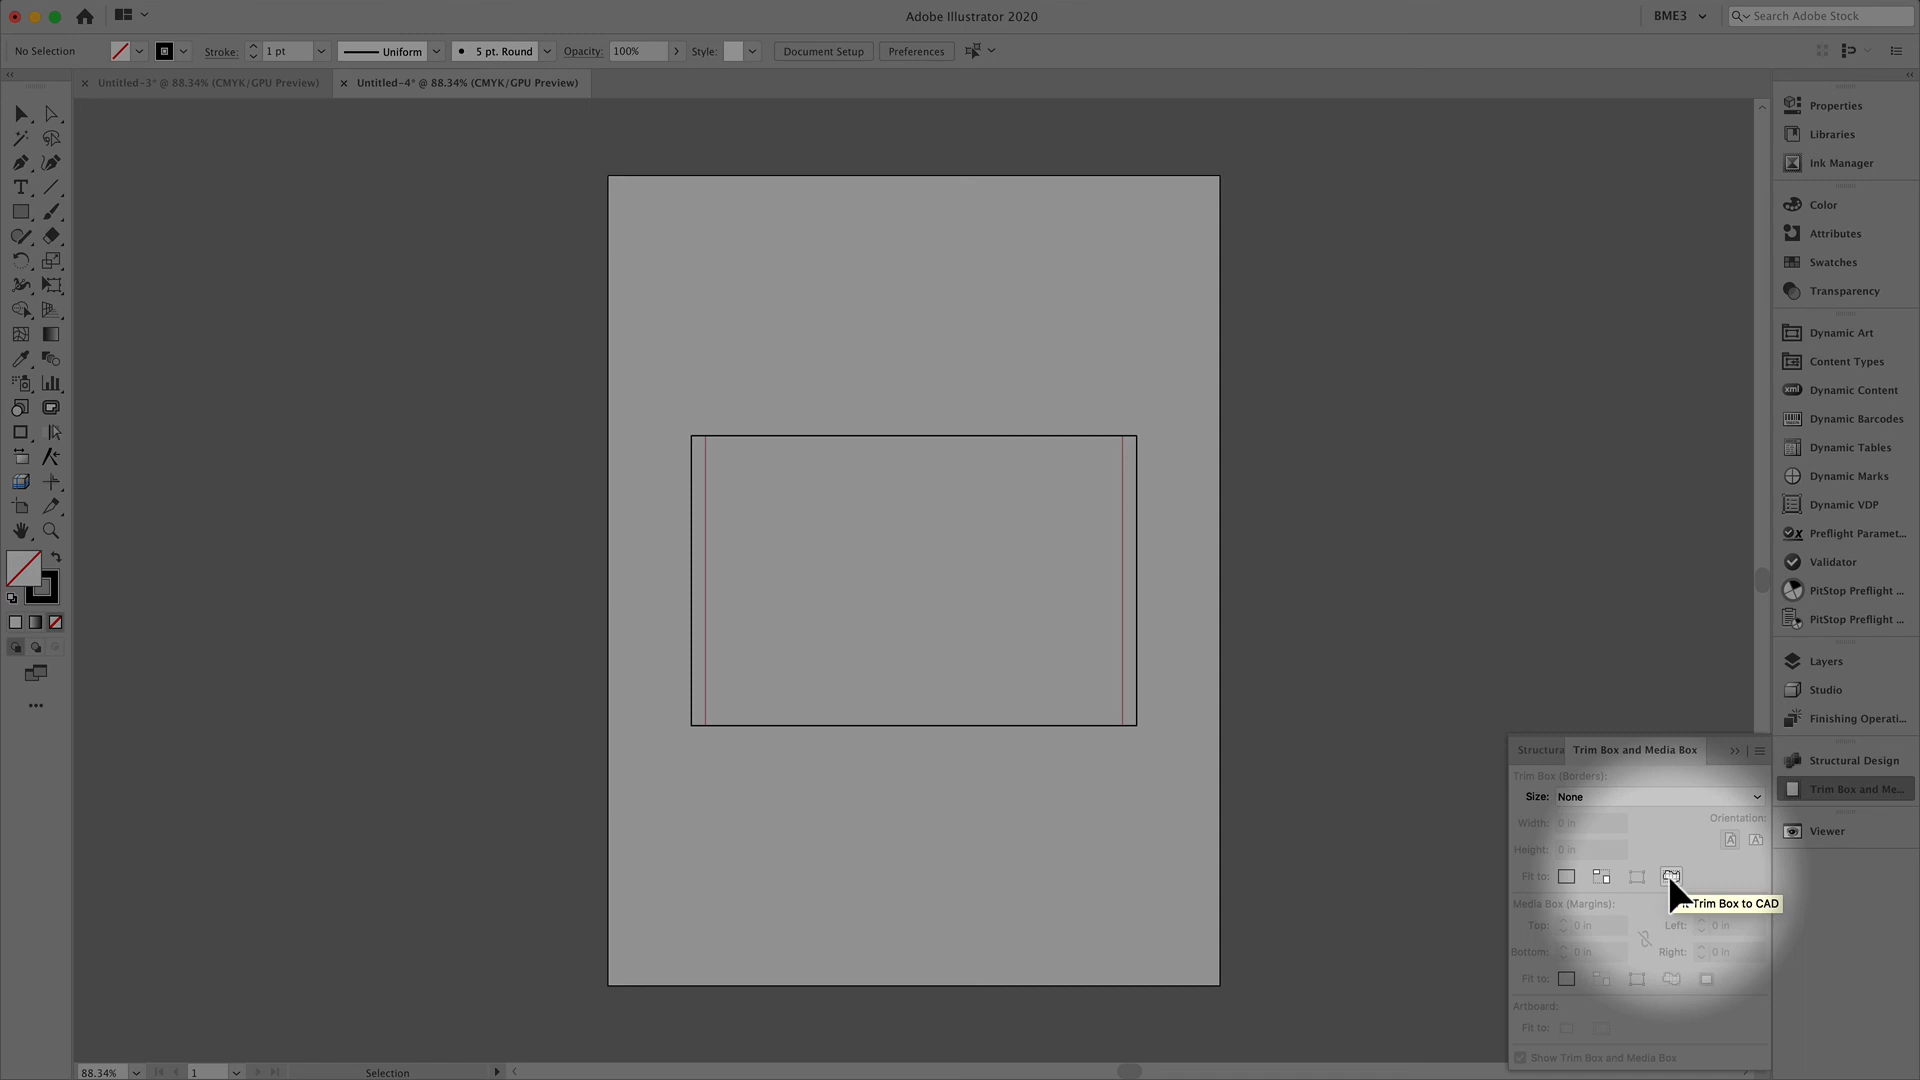 Adobe Illustrator 2020
BME3
Search Adobe Stock
No Selection
Stroke:
1 pt
Uniform
5 pt. Round
Opacity:
100%
Style:
Document Setup
Preferences
Untitled-3* @ 88.34% (CMYK/GPU Preview)
Untitled-4* @ 88.34% (CMYK/GPU Preview)
Properties
Libraries
Ink Manager
Color
Attributes
Swatches
Transparency
Dynamic Art
Content Types
xml
Dynamic Content
Dynamic Barcodes
Dynamic Tables
Dynamic Marks
Dynamic VDP
Preflight Paramet...
Validator
PitStop Preflight ...
PitStop Preflight ...
Layers
Studio
Finishing Operati...
Structural Design
Trim Box and Me...
Viewer
Structura
Trim Box and Media Box
Trim Box (Borders):
Size:
None
Width:
0 in
Orientation:
Height:
0 in
Fit to:
Trim Box to CAD
Media Box (Margins):
Top:
0 in
Left:
0 in
Bottom:
0 in
Right:
0 in
Fit to:
Artboard:
Fit to:
Show Trim Box and Media Box
88.34%
1
Selection